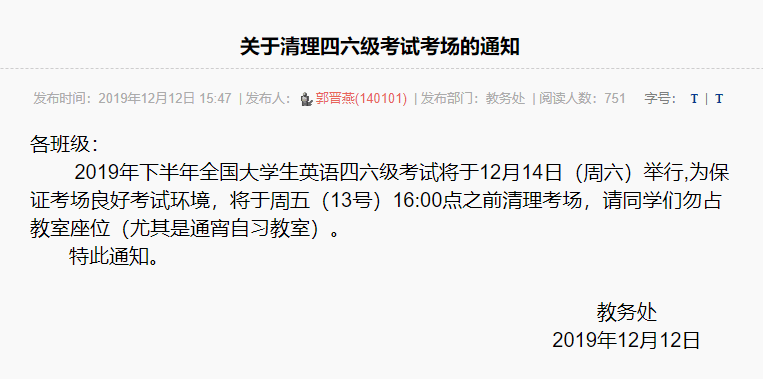 关于清理四六级考试考场的通知
发布时间：2019年12月12日 15:47 | 发布人：郭晋燕(140101) | 发布部门：教务处 | 阅读人数：751 字号： T | T
各班级：
2019年下半年全国大学生英语四六级考试将于12月14日（周六）举行,为保
证考场良好考试环境，将于周五（13号）16:00点之前清理考场，请同学们勿占
教室座位（尤其是通宵自习教室）。
特此通知。
教务处
2019年12月12日